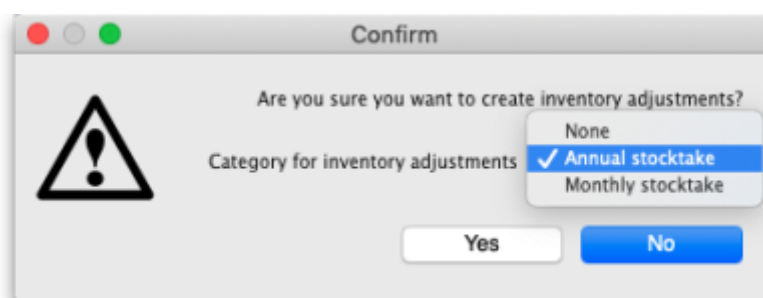 Confirm
Are you sure you want to create inventory adjustments?
None
Category for inventory adjustments
Annual stocktake
Monthly stocktake
Yes
No